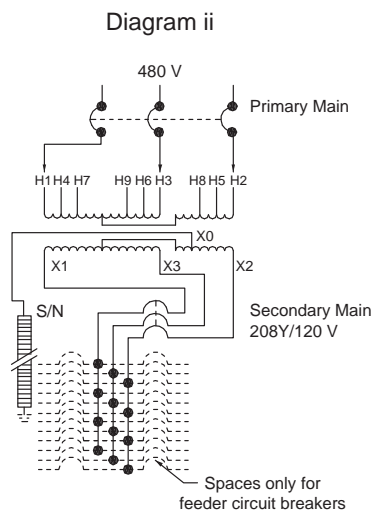 Diagram ii
480 V
Primary Main
H1 H4 H7 H9 H6 H3 H8 H5 H2
X0
X1 X3 X2
S/N
Secondary Main
208Y/120 V
Spaces only for
feeder circuit breakers